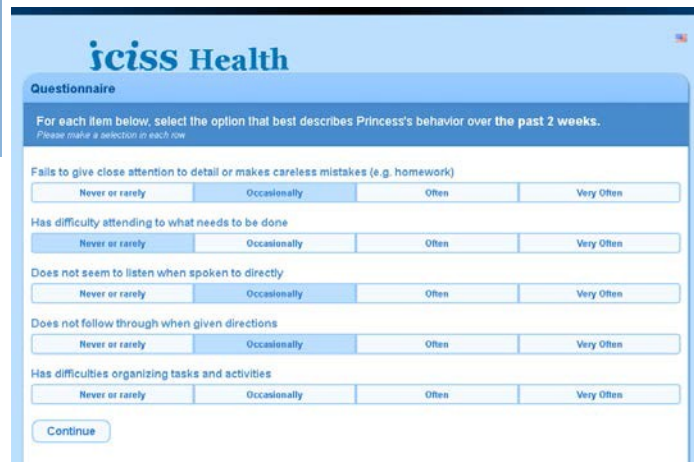 iciss Health
Questionnaire
For each item below, select the option that best describes Princess's behavior over the past 2 weeks.
Please make a selection in each row
Fails to give close attention to detail or makes careless mistakes (e.g. homework)
Never or rarely Occasionally Often Very Often
Has difficulty attending to what needs to be done
Never or rarely Occasionally Often Very Often
Does not seem to listen when spoken to directly
Never or rarely Occasionally Often Very Often
Does not follow through when given directions
Never or rarely Occasionally Often Very Often
Has difficulties organizing tasks and activities
Never or rarely Occasionally Often Very Often
Continue